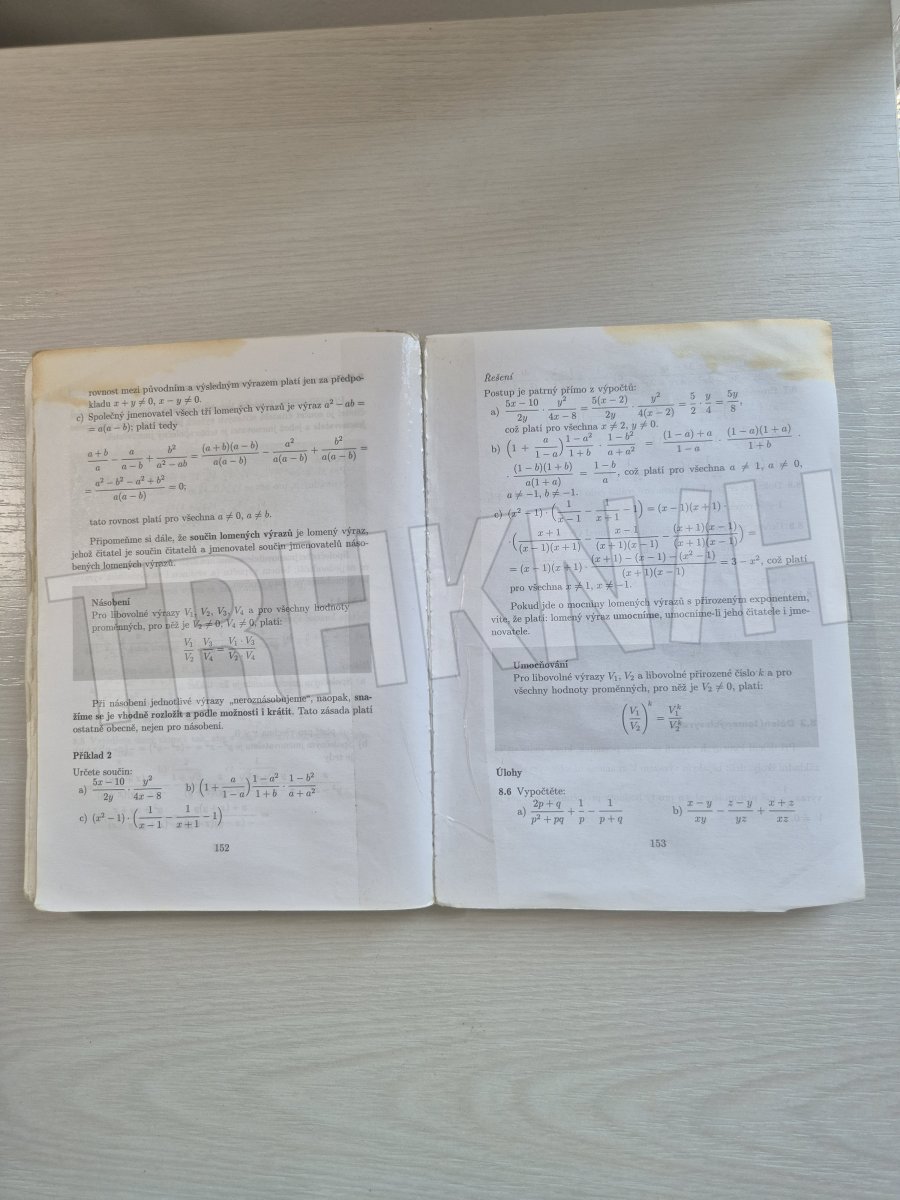 rovnost mezi původním a výsledným výrazem platí jen za předpo-
kladu x + y ≠ 0, x − y ≠ 0.
c) Společný jmenovatel všech tří lomených výrazů je výraz a² − ab =
= a(a − b); platí tedy
(a + b)/a − a/(a − b) + b²/(a² − ab) = (a + b)(a − b)/(a(a − b)) − a²/(a(a − b)) + b²/(a(a − b)) =
= (a² − b² − a² + b²)/(a(a − b)) = 0;
tato rovnost platí pro všechna a ≠ 0, a ≠ b.
Připomeňme si dále, že součin lomených výrazů je lomený výraz,
jehož čitatel je součin čitatelů a jmenovatel součin jmenovatelů náso-
bených lomených výrazů.
Násobení
Pro libovolné výrazy V₁, V₂, V₃, V₄ a pro všechny hodnoty
proměnných, pro něž je V₂ ≠ 0, V₄ ≠ 0, platí:
V₁/V₂ · V₃/V₄ = (V₁ · V₃)/(V₂ · V₄)
Při násobení jednotlivé výrazy „neroznásobujeme“, naopak, sna-
žíme se je vhodně rozložit a podle možnosti i krátit. Tato zásada platí
ostatně obecně, nejen pro násobení.
Příklad 2
Určete součin:
a) (5x − 10)/2y · y²/(4x − 8) b) (1 + a/(1 − a)) (1 − a²)/(1 + b) · (1 − b²)/(a + a²)
c) (x² − 1) · (1/(x − 1) − 1/(x + 1) − 1)
152
Řešení
Postup je patrný přímo z výpočtů:
a) (5x − 10)/2y · y²/(4x − 8) = 5(x − 2)/2y · y²/(4(x − 2)) = 5/2 · y/4 = 5y/8,
což platí pro všechna x ≠ 2, y ≠ 0.
b) (1 + a/(1 − a)) (1 − a²)/(1 + b) · (1 − b²)/(a + a²) = ((1 − a) + a)/(1 − a) · (1 − a)(1 + a)/(1 + b) ·
· (1 − b)(1 + b)/(a(1 + a)) = (1 − b)/a, což platí pro všechna a ≠ 1, a ≠ 0,
a ≠ −1, b ≠ −1.
c) (x² − 1) · (1/(x − 1) − 1/(x + 1) − 1) = (x − 1)(x + 1) ·
· ((x + 1)/((x − 1)(x + 1)) − (x − 1)/((x + 1)(x − 1)) − (x + 1)(x − 1)/((x + 1)(x − 1))) =
= (x − 1)(x + 1) · ((x + 1) − (x − 1) − (x² − 1))/((x + 1)(x − 1)) = 3 − x², což platí
pro všechna x ≠ 1, x ≠ −1.
Pokud jde o mocniny lomených výrazů s přirozeným exponentem,
víte, že platí: lomený výraz umocníme, umocníme-li jeho čitatele i jme-
novatele.
Umocňování
Pro libovolné výrazy V₁, V₂ a libovolné přirozené číslo k a pro
všechny hodnoty proměnných, pro něž je V₂ ≠ 0, platí:
(V₁/V₂)ᵏ = V₁ᵏ/V₂ᵏ
Úlohy
8.6 Vypočtěte:
a) (2p + q)/(p² + pq) + 1/p − 1/(p + q) b) (x − y)/xy − (z − y)/yz + (x + z)/xz
153
TRHKNIH